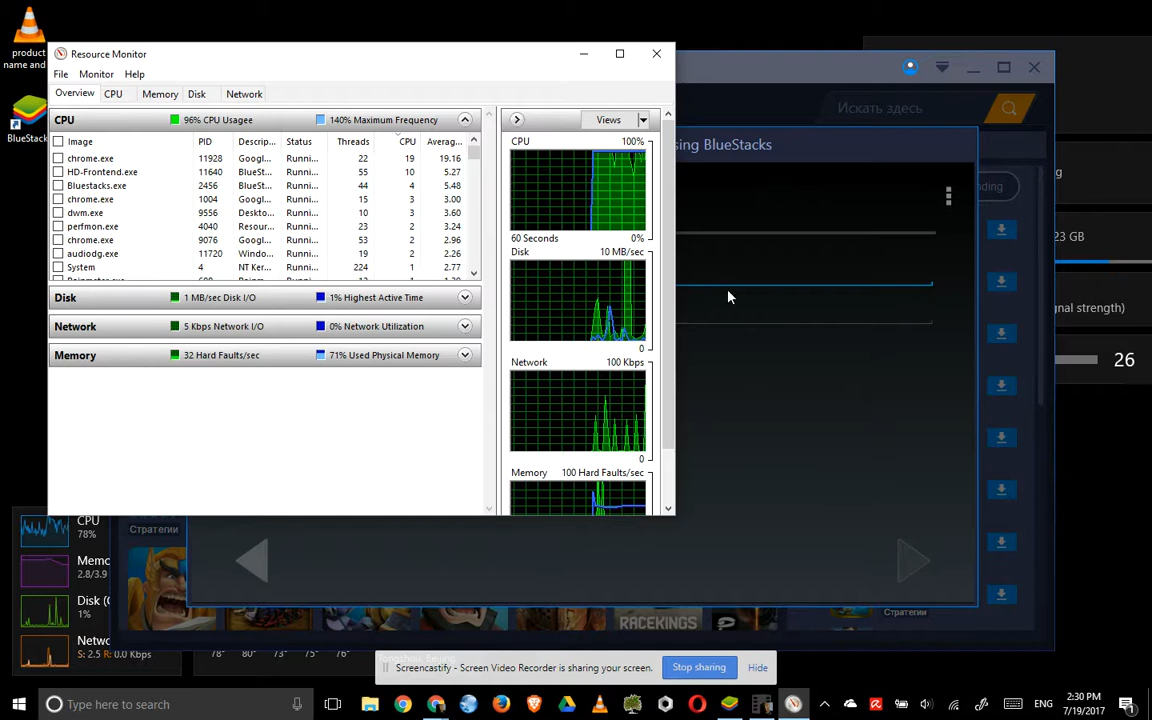 product
name and
BlueStack
Resource Monitor
File Monitor Help
Overview CPU Memory Disk Network
CPU 96% CPU Usagee 140% Maximum Frequency
Image PID Descrip... Status Threads CPU Averag...
chrome.exe 11928 Googl... Runni... 22 19 19.16
HD-Frontend.exe 11640 BlueSt... Runni... 55 10 5.27
Bluestacks.exe 2456 BlueSt... Runni... 44 4 5.48
chrome.exe 1004 Googl... Runni... 15 3 3.00
dwm.exe 9556 Deskto... Runni... 10 3 3.60
perfmon.exe 4040 Resour... Runni... 23 2 3.24
chrome.exe 9076 Googl... Runni... 53 2 2.96
audiodg.exe 11720 Windo... Runni... 19 2 2.26
System 4 NT Ker... Runni... 224 1 2.77
Disk 1 MB/sec Disk I/O 1% Highest Active Time
Network 5 Kbps Network I/O 0% Network Utilization
Memory 32 Hard Faults/sec 71% Used Physical Memory
Views
CPU 100%
60 Seconds 0%
Disk 10 MB/sec
0
Network 100 Kbps
0
Memory 100 Hard Faults/sec
Искать здесь
sing BlueStacks
nding
23 GB
gnal strength)
26
CPU
78%
Memo
2.8/3.9
Disk (C
1%
Netwo
S: 2.5 R: 0.0 Kbps
78° 80° 73° 75° 76°
Стратегии
RACEKINGS
Стратегии
Screencastify - Screen Video Recorder is sharing your screen. Stop sharing Hide
Type here to search
ENG
2:30 PM
7/19/2017
1